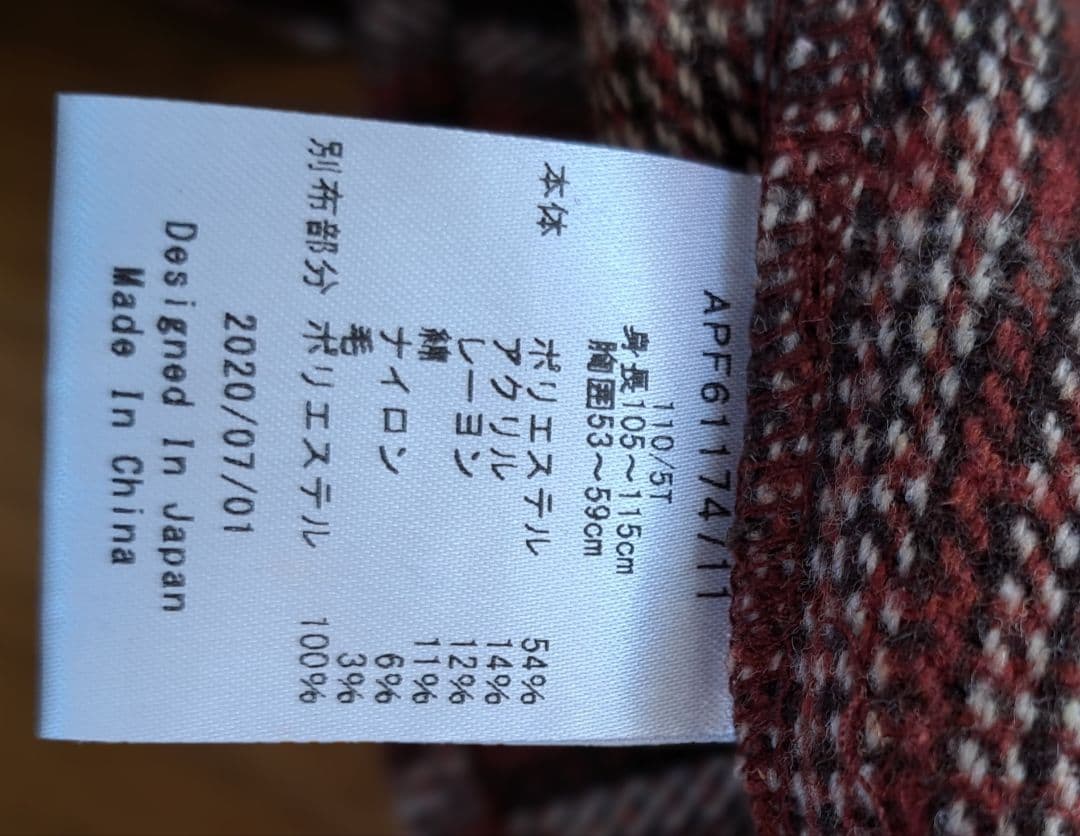 APF611174/11
110/5T
身長105～115cm
胸囲53～59cm
本体 ポリエステル 54%
アクリル 14%
レーヨン 12%
綿 11%
ナイロン 6%
毛 3%
別布部分 ポリエステル 100%
2020/07/01
Designed In Japan
Made In China